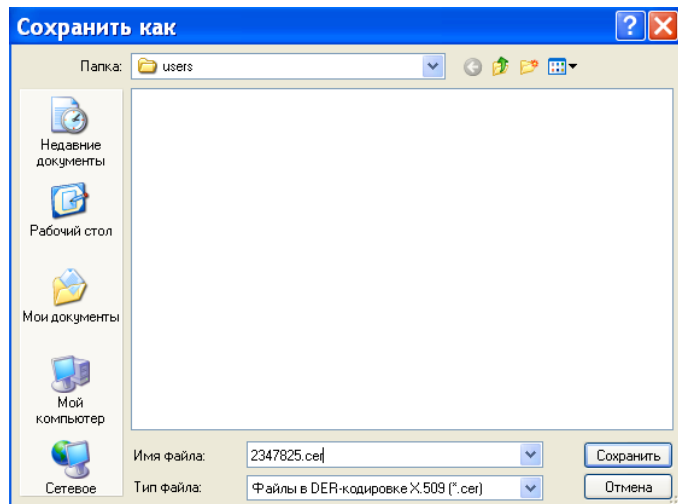 Сохранить как
Папка: users
Недавние
документы
Рабочий стол
Мои документы
Мой
компьютер
Сетевое
Имя файла: 2347825.cer Сохранить
Тип файла: Файлы в DER-кодировке X.509 (*.cer) Отмена